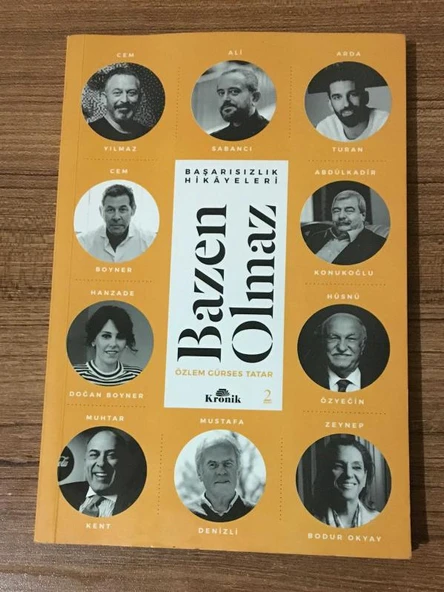 CEM
YILMAZ
ALİ
SABANCI
ARDA
TURAN
CEM
BOYNER
BAŞARISIZLIK
HİKÂYELERİ
Bazen
Olmaz
ÖZLEM GÜRSES TATAR
Kronik
2
ABDÜLKADİR
KONUKOĞLU
HANZADE
DOĞAN BOYNER
HÜSNÜ
ÖZYEĞİN
MUHTAR
KENT
MUSTAFA
DENİZLİ
ZEYNEP
BODUR OKYAY